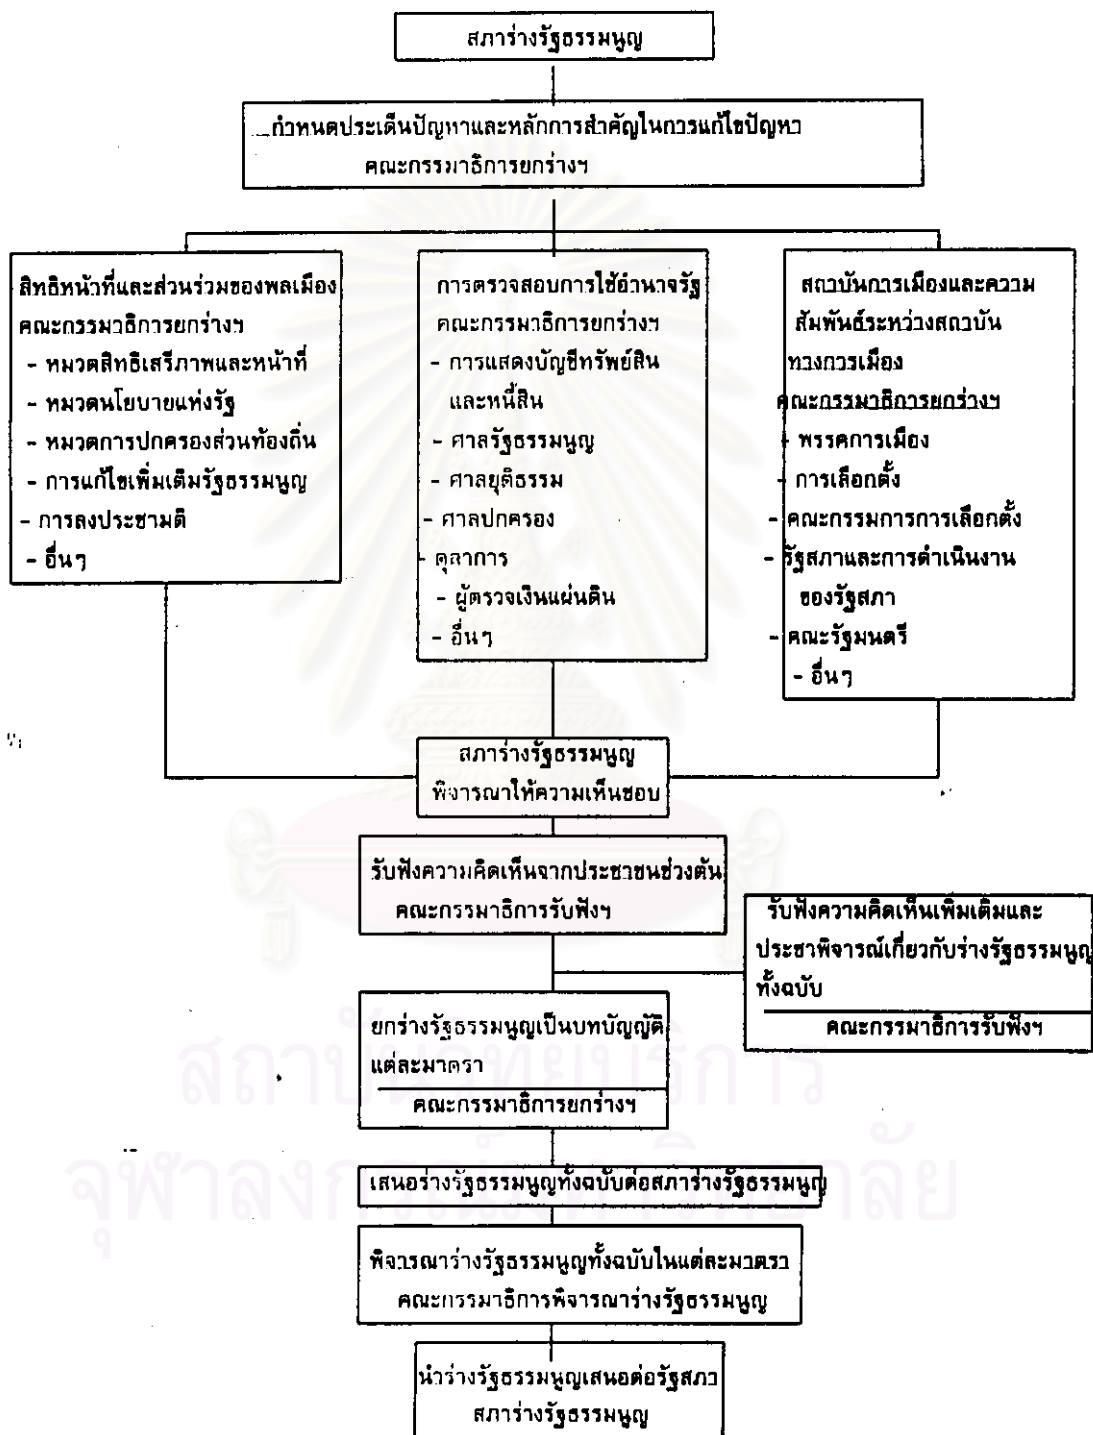 สภาร่างรัฐธรรมนูญ
กำหนดประเด็นปัญหาและหลักการสำคัญในการแก้ไขปัญหา
คณะกรรมาธิการยกร่างฯ
สิทธิหน้าที่และส่วนร่วมของพลเมือง
คณะกรรมาธิการยกร่างฯ
- หมวดสิทธิเสรีภาพและหน้าที่
- หมวดนโยบายแห่งรัฐ
- หมวดการปกครองส่วนท้องถิ่น
- การแก้ไขเพิ่มเติมรัฐธรรมนูญ
- การลงประชามติ
- อื่นๆ
การตรวจสอบการใช้อำนาจรัฐ
คณะกรรมาธิการยกร่างฯ
- การแสดงบัญชีทรัพย์สิน
และหนี้สิน
- ศาลรัฐธรรมนูญ
- ศาลยุติธรรม
- ศาลปกครอง
- ตุลาการ
- ผู้ตรวจเงินแผ่นดิน
- อื่นๆ
สถาบันการเมืองและความ
สัมพันธ์ระหว่างสถาบัน
ทางการเมือง
คณะกรรมาธิการยกร่างฯ
- พรรคการเมือง
- การเลือกตั้ง
- คณะกรรมการการเลือกตั้ง
- รัฐสภาและการดำเนินงาน
ของรัฐสภา
- คณะรัฐมนตรี
- อื่นๆ
สภาร่างรัฐธรรมนูญ
พิจารณาให้ความเห็นชอบ
รับฟังความคิดเห็นจากประชาชนช่วงต้น
คณะกรรมาธิการรับฟังฯ
รับฟังความคิดเห็นเพิ่มเติมและ
ประชาพิจารณ์เกี่ยวกับร่างรัฐธรรมนูญ
ทั้งฉบับ
คณะกรรมาธิการรับฟังฯ
ยกร่างรัฐธรรมนูญเป็นบทบัญญัติ
แต่ละมาตรา
คณะกรรมาธิการยกร่างฯ
เสนอร่างรัฐธรรมนูญทั้งฉบับต่อสภาร่างรัฐธรรมนูญ
พิจารณาร่างรัฐธรรมนูญทั้งฉบับในแต่ละมาตรา
คณะกรรมาธิการพิจารณาร่างรัฐธรรมนูญ
นำร่างรัฐธรรมนูญเสนอต่อรัฐสภา
สภาร่างรัฐธรรมนูญ
สถาบันวิทยบริการ
จุฬาลงกรณ์มหาวิทยาลัย